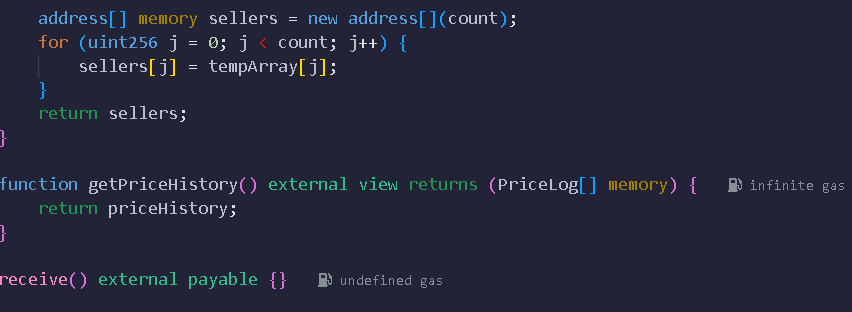 address[] memory sellers = new address[](count);
for (uint256 j = 0; j < count; j++) {
sellers[j] = tempArray[j];
}
return sellers;
}
function getPriceHistory() external view returns (PriceLog[] memory) { infinite gas
return priceHistory;
}
receive() external payable {} undefined gas